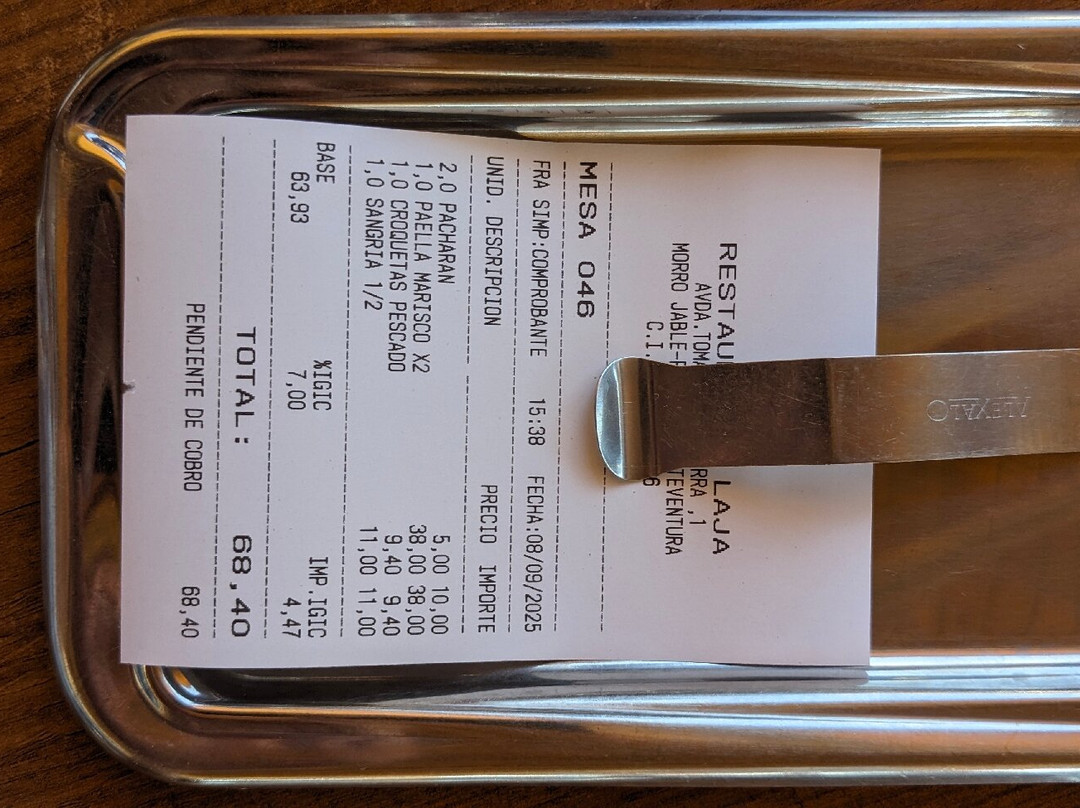 RESTAU LAJA
AVDA.TOM RRA ,1
MORRO JABLE-F TEVENTURA
C.I. 6
MESA 046
FRA SIMP:COMPROBANTE 15:38 FECHA:08/09/2025
UNID. DESCRIPCION PRECIO IMPORTE
2,0 PACHARAN 5,00 10,00
1,0 PAELLA MARISCO X2 38,00 38,00
1,0 CROQUETAS PESCADO 9,40 9,40
1,0 SANGRIA 1/2 11,00 11,00
BASE %IGIC IMP.IGIC
63,93 7,00 4,47
TOTAL: 68,40
PENDIENTE DE COBRO 68,40
ALEXALO